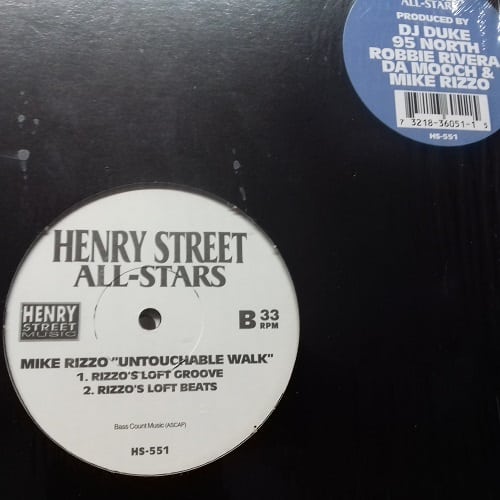 ALL-STARS
PRODUCED BY
DJ DUKE
95 NORTH
ROBBIE RIVERA
DA MOOCH &
MIKE RIZZO
7 32183-6051-1 5
HS-551
HENRY STREET
ALL-STARS
HENRY
STREET
MUSIC
B 33
RPM
MIKE RIZZO "UNTOUCHABLE WALK"
1. RIZZO'S LOFT GROOVE
2. RIZZO'S LOFT BEATS
Bass Count Music (ASCAP)
HS-551